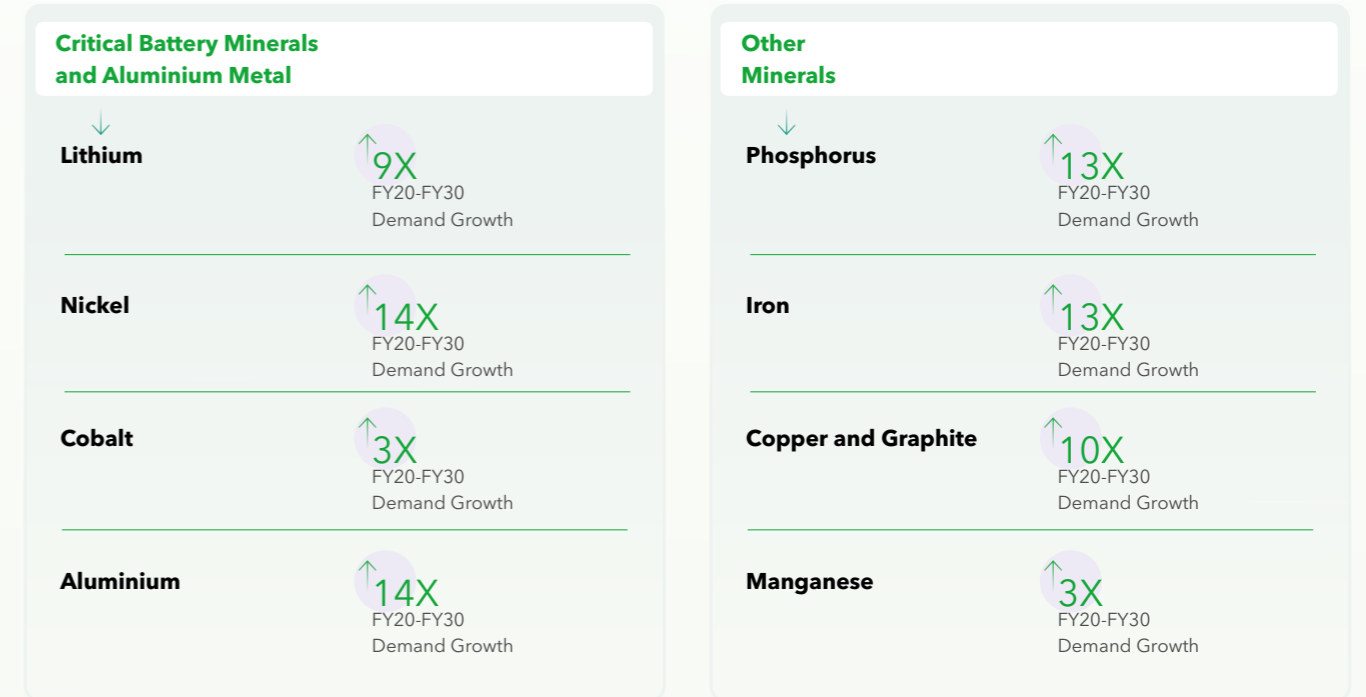 Critical Battery Minerals
and Aluminium Metal
Lithium
9X
FY20-FY30
Demand Growth
Nickel
14X
FY20-FY30
Demand Growth
Cobalt
3X
FY20-FY30
Demand Growth
Aluminium
14X
FY20-FY30
Demand Growth
Other
Minerals
Phosphorus
13X
FY20-FY30
Demand Growth
Iron
13X
FY20-FY30
Demand Growth
Copper and Graphite
10X
FY20-FY30
Demand Growth
Manganese
3X
FY20-FY30
Demand Growth